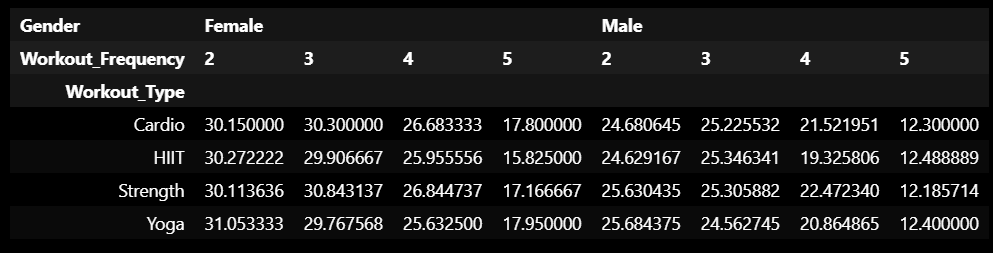 Gender Female Male
Workout_Frequency 2 3 4 5 2 3 4 5
Workout_Type
Cardio 30.150000 30.300000 26.683333 17.800000 24.680645 25.225532 21.521951 12.300000
HIIT 30.272222 29.906667 25.955556 15.825000 24.629167 25.346341 19.325806 12.488889
Strength 30.113636 30.843137 26.844737 17.166667 25.630435 25.305882 22.472340 12.185714
Yoga 31.053333 29.767568 25.632500 17.950000 25.684375 24.562745 20.864865 12.400000